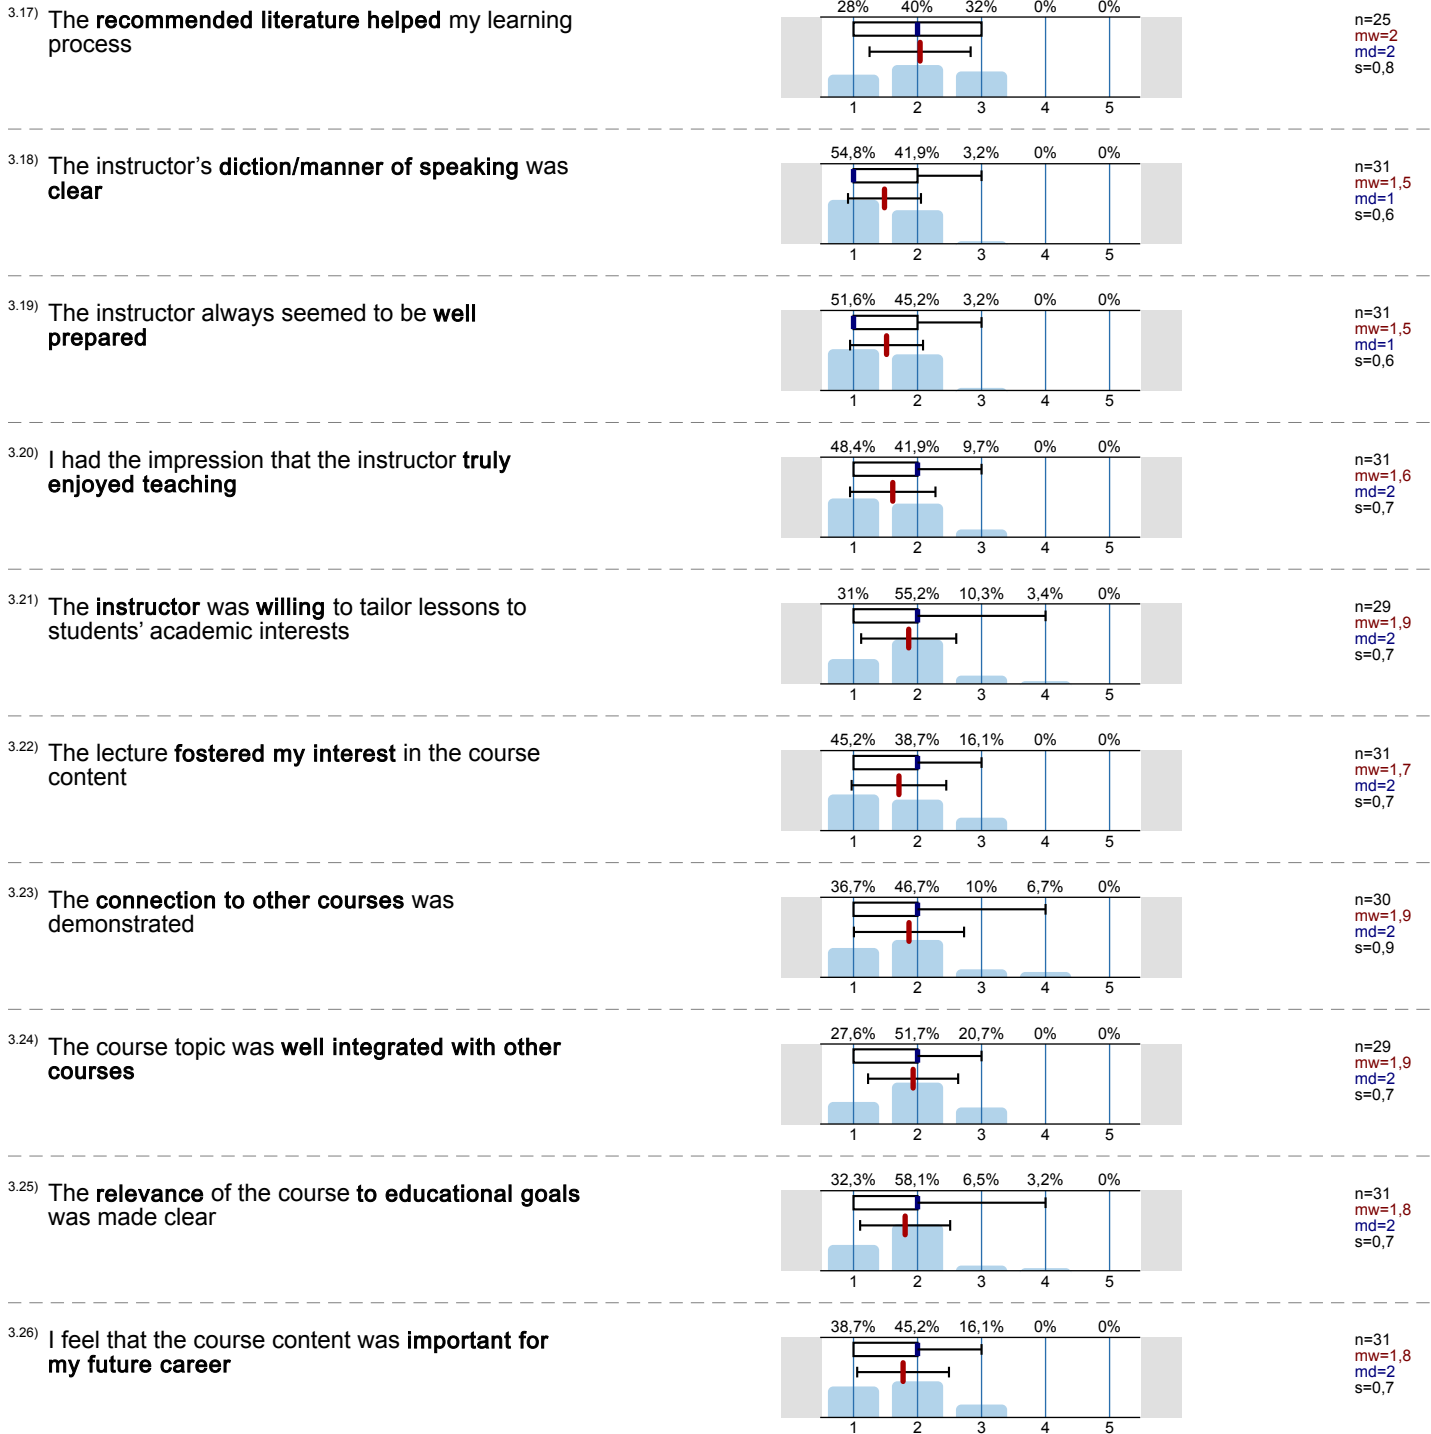 3.17) The recommended literature helped my learning
process
28% 40% 32% 0% 0%
1 2 3 4 5
n=25
mw=2
md=2
s=0,8
3.18) The instructor’s diction/manner of speaking was
clear
54,8% 41,9% 3,2% 0% 0%
1 2 3 4 5
n=31
mw=1,5
md=1
s=0,6
3.19) The instructor always seemed to be well
prepared
51,6% 45,2% 3,2% 0% 0%
1 2 3 4 5
n=31
mw=1,5
md=1
s=0,6
3.20) I had the impression that the instructor truly
enjoyed teaching
48,4% 41,9% 9,7% 0% 0%
1 2 3 4 5
n=31
mw=1,6
md=2
s=0,7
3.21) The instructor was willing to tailor lessons to
students’ academic interests
31% 55,2% 10,3% 3,4% 0%
1 2 3 4 5
n=29
mw=1,9
md=2
s=0,7
3.22) The lecture fostered my interest in the course
content
45,2% 38,7% 16,1% 0% 0%
1 2 3 4 5
n=31
mw=1,7
md=2
s=0,7
3.23) The connection to other courses was
demonstrated
36,7% 46,7% 10% 6,7% 0%
1 2 3 4 5
n=30
mw=1,9
md=2
s=0,9
3.24) The course topic was well integrated with other
courses
27,6% 51,7% 20,7% 0% 0%
1 2 3 4 5
n=29
mw=1,9
md=2
s=0,7
3.25) The relevance of the course to educational goals
was made clear
32,3% 58,1% 6,5% 3,2% 0%
1 2 3 4 5
n=31
mw=1,8
md=2
s=0,7
3.26) I feel that the course content was important for
my future career
38,7% 45,2% 16,1% 0% 0%
1 2 3 4 5
n=31
mw=1,8
md=2
s=0,7